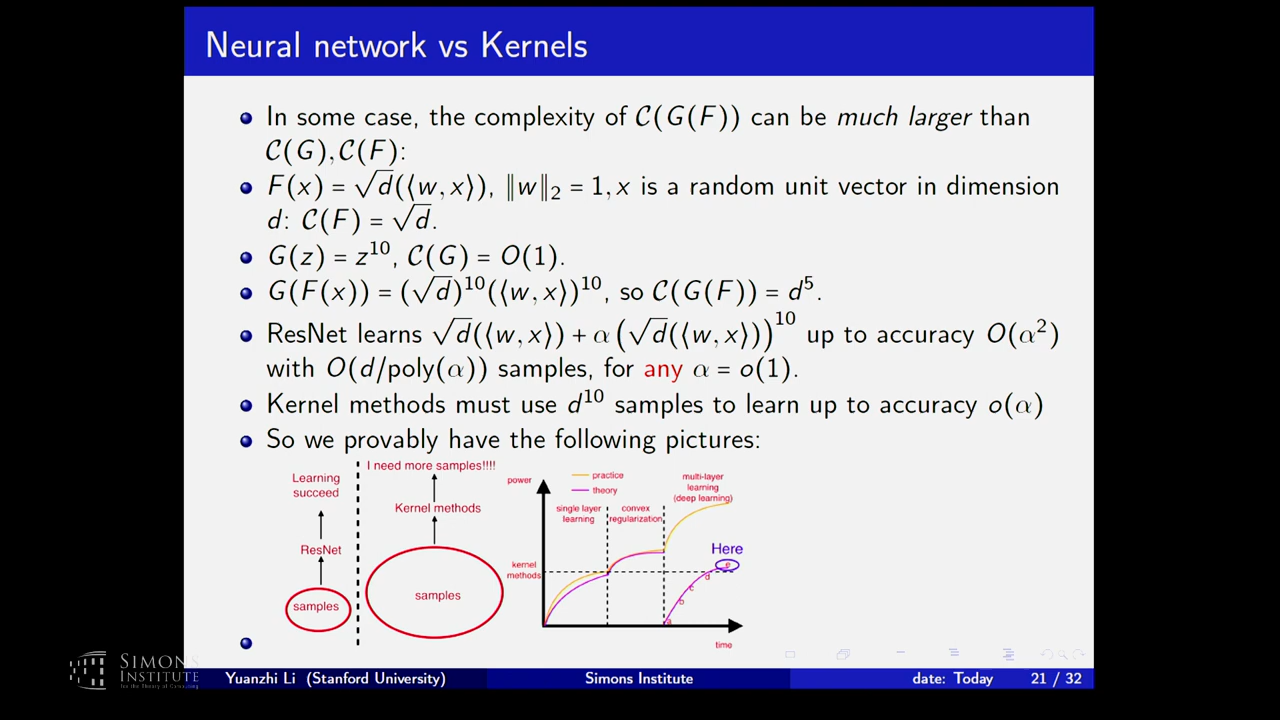 Neural network vs Kernels
In some case, the complexity of 𝒞(G(F)) can be much larger than
𝒞(G), 𝒞(F):
F(x) = √d(⟨w, x⟩), ‖w‖₂ = 1, x is a random unit vector in dimension
d: 𝒞(F) = √d.
G(z) = z¹⁰, 𝒞(G) = O(1).
G(F(x)) = (√d)¹⁰(⟨w, x⟩)¹⁰, so 𝒞(G(F)) = d⁵.
ResNet learns √d(⟨w, x⟩) + α(√d(⟨w, x⟩))¹⁰ up to accuracy O(α²)
with O(d/poly(α)) samples, for any α = o(1).
Kernel methods must use d¹⁰ samples to learn up to accuracy o(α)
So we provably have the following pictures:
Learning
succeed
ResNet
samples
I need more samples!!!!
Kernel methods
samples
power
practice
theory
single layer
learning
convex
regularization
multi-layer
learning
(deep learning)
kernel
methods
Here
e
d
c
b
a
time
SIMONS
INSTITUTE
for the Theory of Computing
Yuanzhi Li (Stanford University)
Simons Institute
date: Today
21 / 32